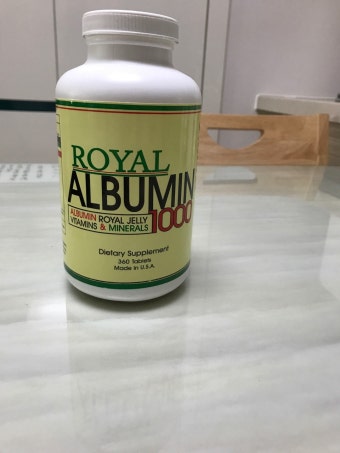 ROYAL
ALBUMIN
ALBUMIN ROYAL JELLY
VITAMINS & MINERALS
1000
Dietary Supplement
360 Tablets
Made in U.S.A.